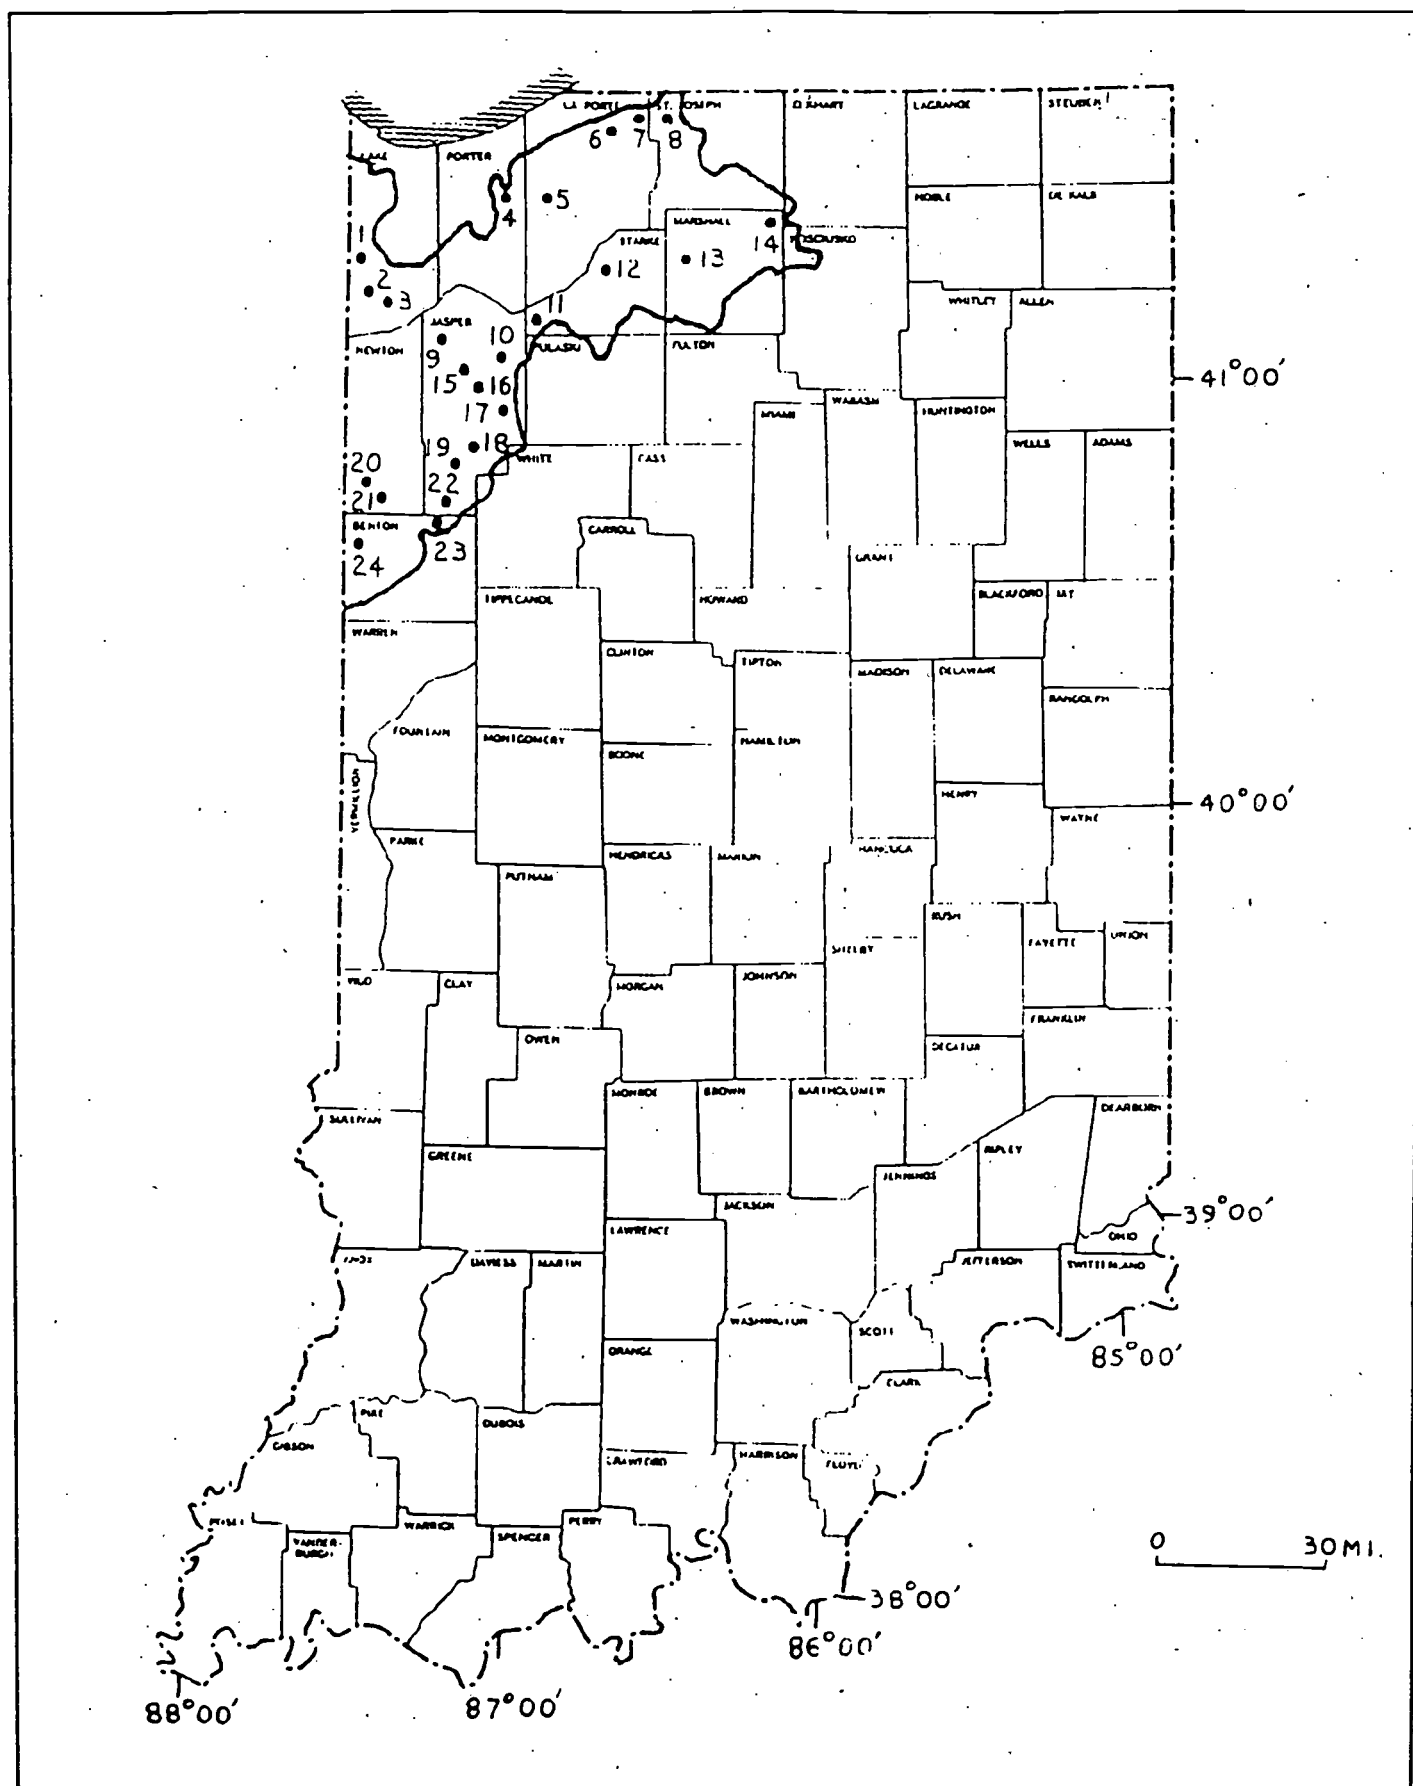 LA PORTE ST. JOSEPH ELKHART LAGRANGE STEUBEN
6 7 8
LAKE PORTER
4 5
NOBLE DE KALB
MARSHALL
14 KOSCIUSKO
STARKE
1 12 13
2
3
WHITLEY ALLEN
JASPER 10 11
NEWTON 9 PULASKI FULTON
15 16
41°00'
17 MIAMI WABASH HUNTINGTON
19 18 WHITE CASS WELLS ADAMS
20
21 22
BENTON CARROLL
24 23 GRANT
TIPPECANOE HOWARD BLACKFORD JAY
WARREN
CLINTON TIPTON MADISON DELAWARE
RANDOLPH
FOUNTAIN MONTGOMERY BOONE HAMILTON
VERMILLION HENRY 40°00'
WAYNE
PARKE HENDRICKS MARION HANCOCK
PUTNAM
RUSH
SHELBY FAYETTE UNION
VIGO CLAY MORGAN JOHNSON
FRANKLIN
OWEN DECATUR
MONROE BROWN BARTHOLOMEW
DEARBORN
SULLIVAN
GREENE RIPLEY
JENNINGS
JACKSON 39°00'
LAWRENCE OHIO
KNOX DAVIESS MARTIN JEFFERSON SWITZERLAND
WASHINGTON SCOTT
ORANGE 85°00'
CLARK
PIKE DUBOIS
GIBSON CRAWFORD HARRISON FLOYD
POSEY WARRICK SPENCER PERRY
VANDER-
BURGH
0 30 MI.
38°00'
86°00'
87°00'
88°00'